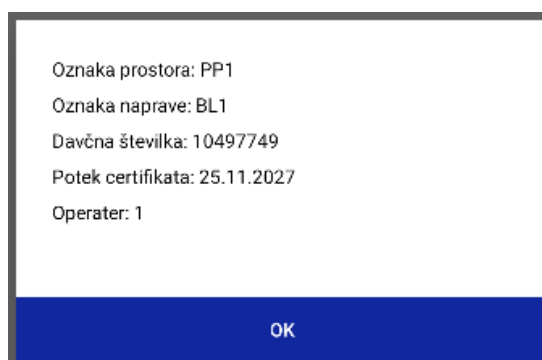 Oznaka prostora: PP1
Oznaka naprave: BL1
Davčna številka: 10497749
Potek certifikata: 25.11.2027
Operater: 1
OK